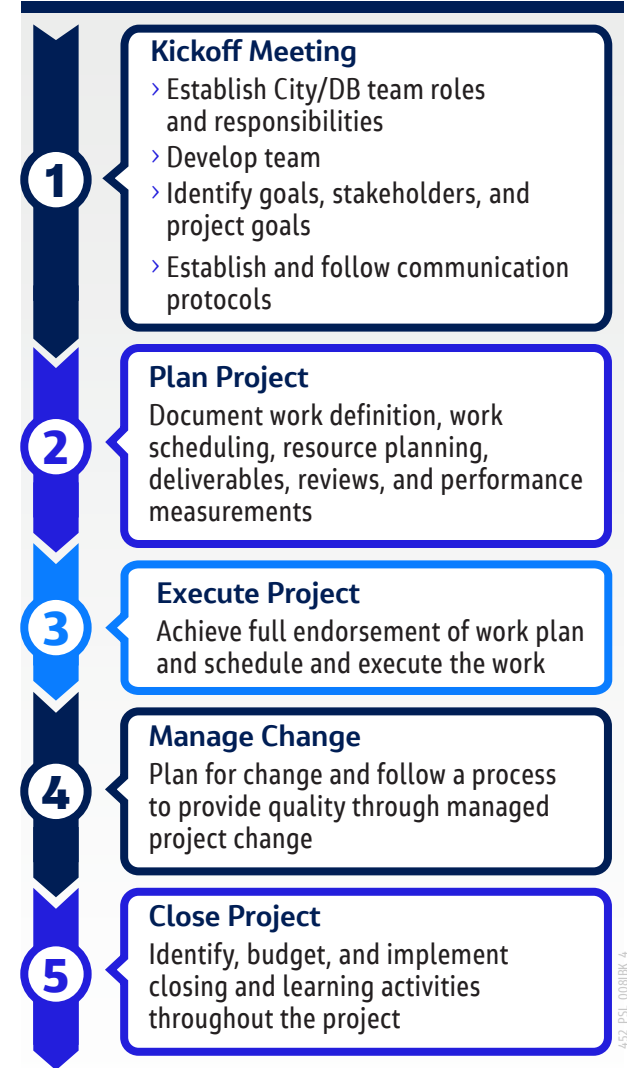 1
Kickoff Meeting
› Establish City/DB team roles
and responsibilities
› Develop team
› Identify goals, stakeholders, and
project goals
› Establish and follow communication
protocols
2
Plan Project
Document work definition, work
scheduling, resource planning,
deliverables, reviews, and performance
measurements
3
Execute Project
Achieve full endorsement of work plan
and schedule and execute the work
4
Manage Change
Plan for change and follow a process
to provide quality through managed
project change
5
Close Project
Identify, budget, and implement
closing and learning activities
throughout the project